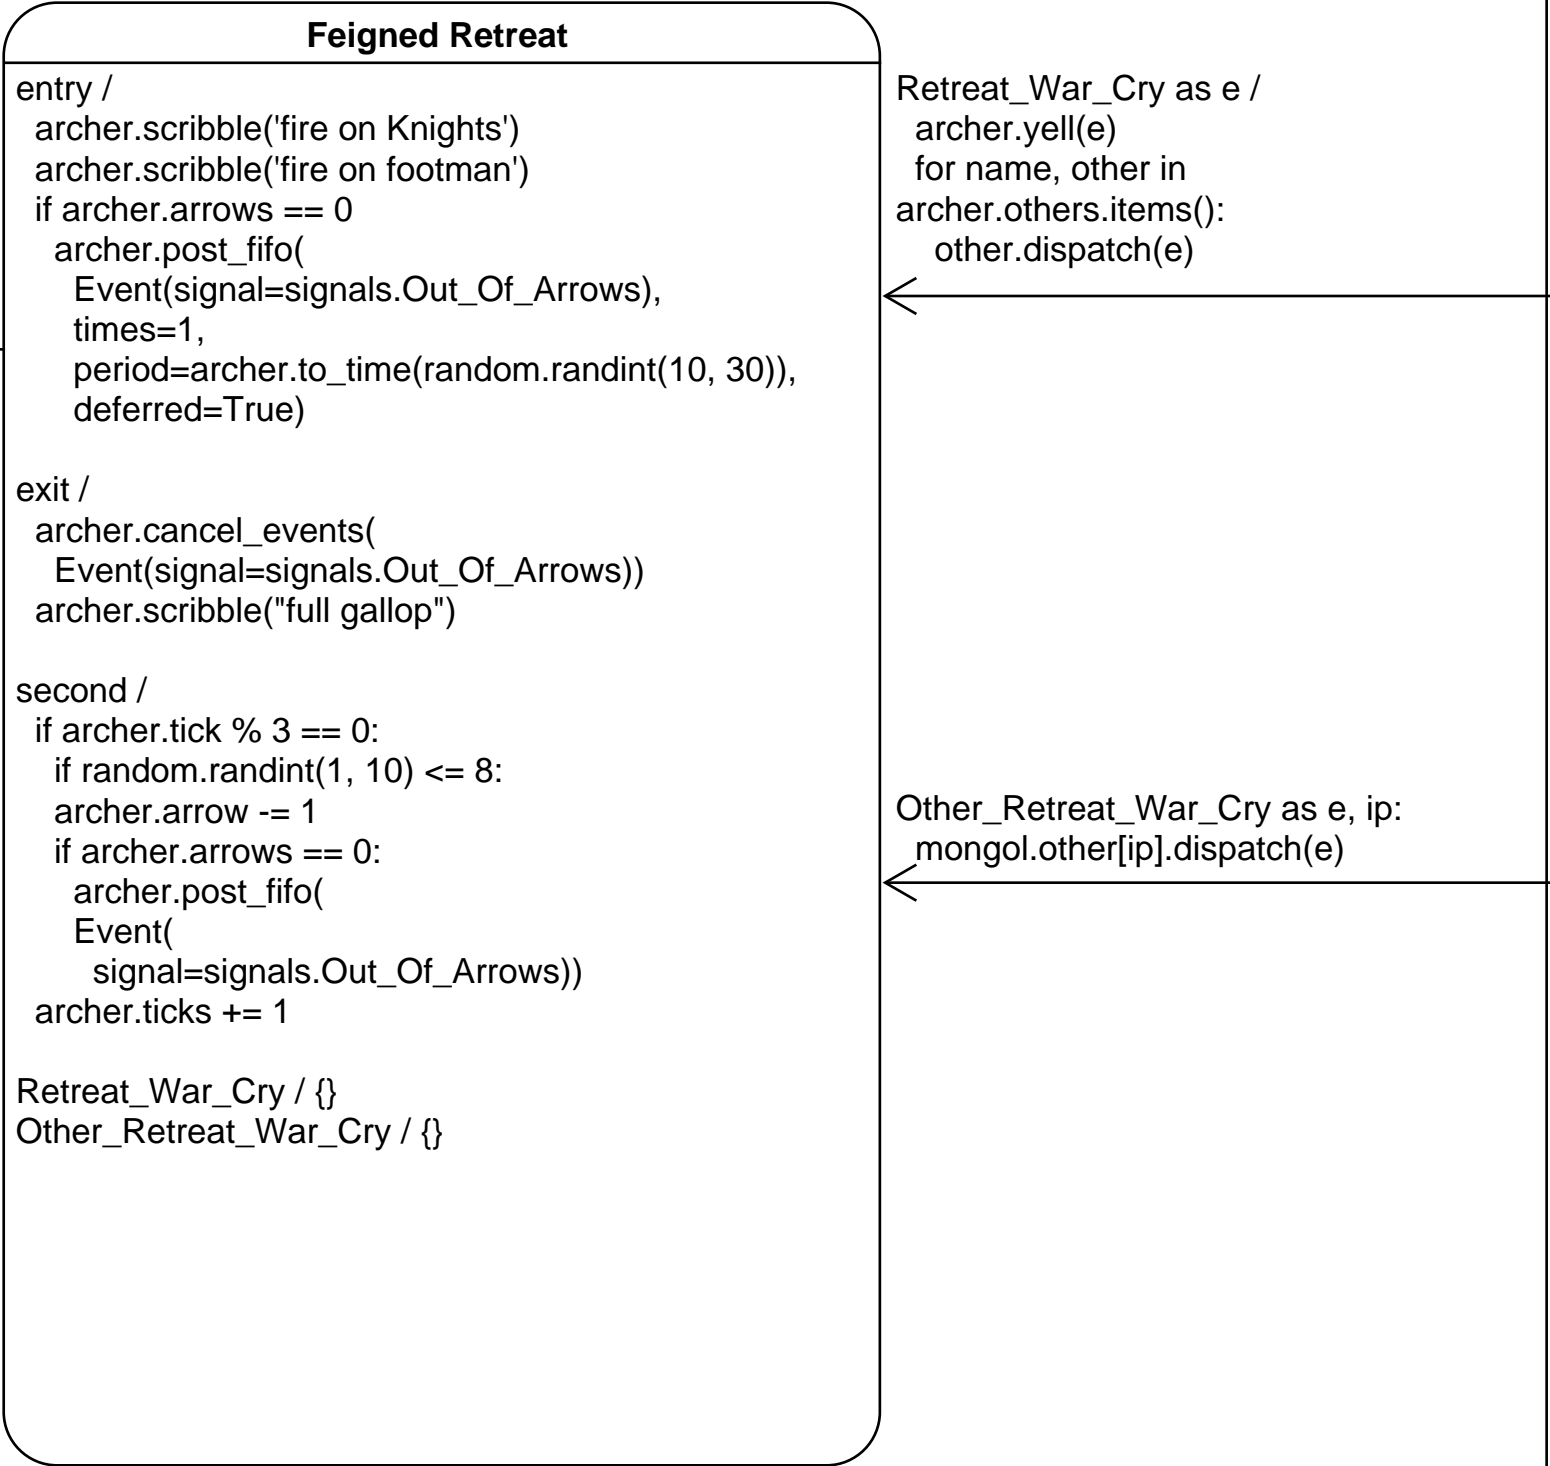 Feigned Retreat
entry /
archer.scribble('fire on Knights')
archer.scribble('fire on footman')
if archer.arrows == 0
archer.post_fifo(
Event(signal=signals.Out_Of_Arrows),
times=1,
period=archer.to_time(random.randint(10, 30)),
deferred=True)
exit /
archer.cancel_events(
Event(signal=signals.Out_Of_Arrows))
archer.scribble("full gallop")
second /
if archer.tick % 3 == 0:
if random.randint(1, 10) <= 8:
archer.arrow -= 1
if archer.arrows == 0:
archer.post_fifo(
Event(
signal=signals.Out_Of_Arrows))
archer.ticks += 1
Retreat_War_Cry / {}
Other_Retreat_War_Cry / {}
Retreat_War_Cry as e /
archer.yell(e)
for name, other in
archer.others.items():
other.dispatch(e)
Other_Retreat_War_Cry as e, ip:
mongol.other[ip].dispatch(e)